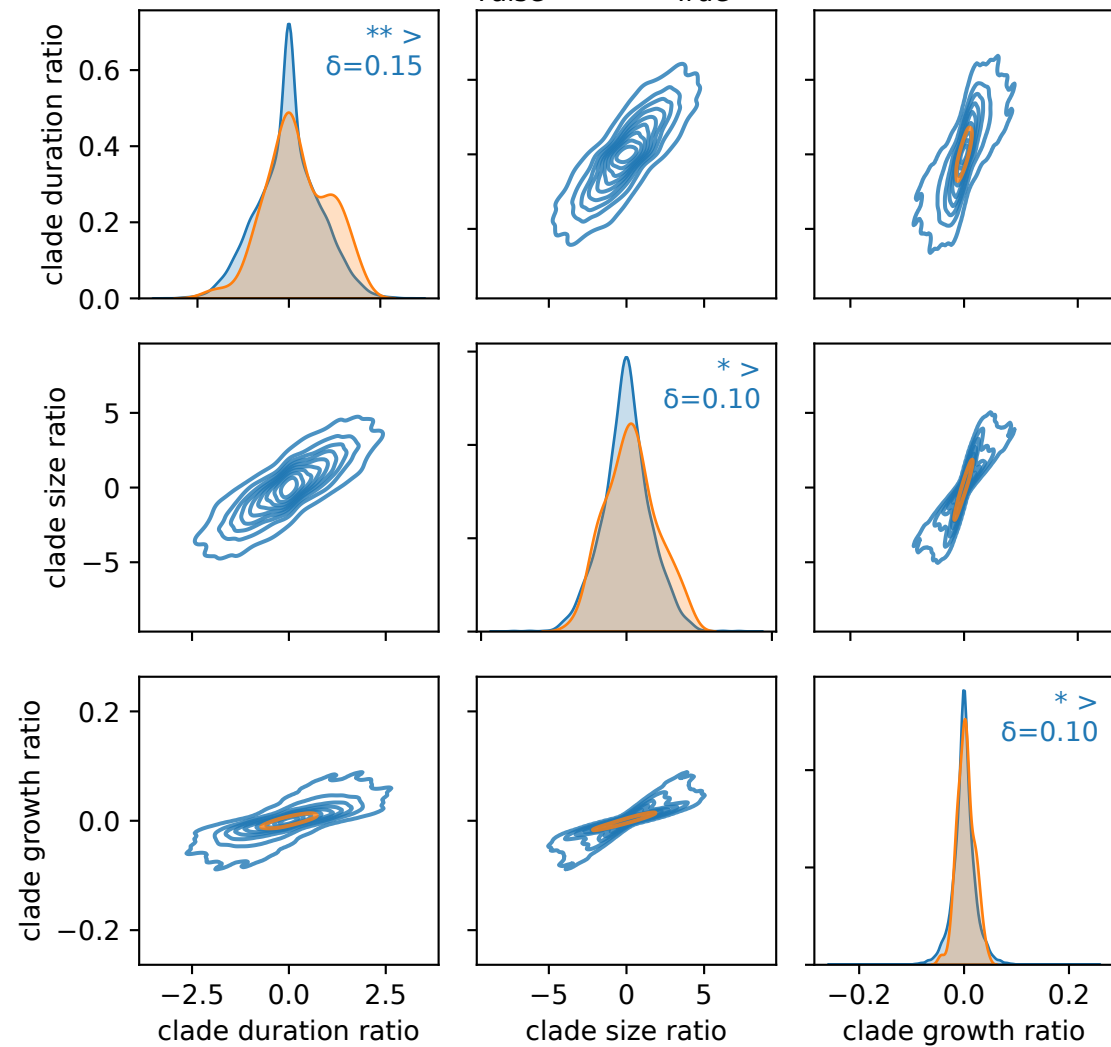 clade duration ratio
0.6
0.4
0.2
0.0
** >
δ=0.15
clade size ratio
5
0
−5
* >
δ=0.10
clade growth ratio
0.2
0.0
−0.2
* >
δ=0.10
−2.5 0.0 2.5
−5 0 5
−0.2 0.0 0.2
clade duration ratio
clade size ratio
clade growth ratio